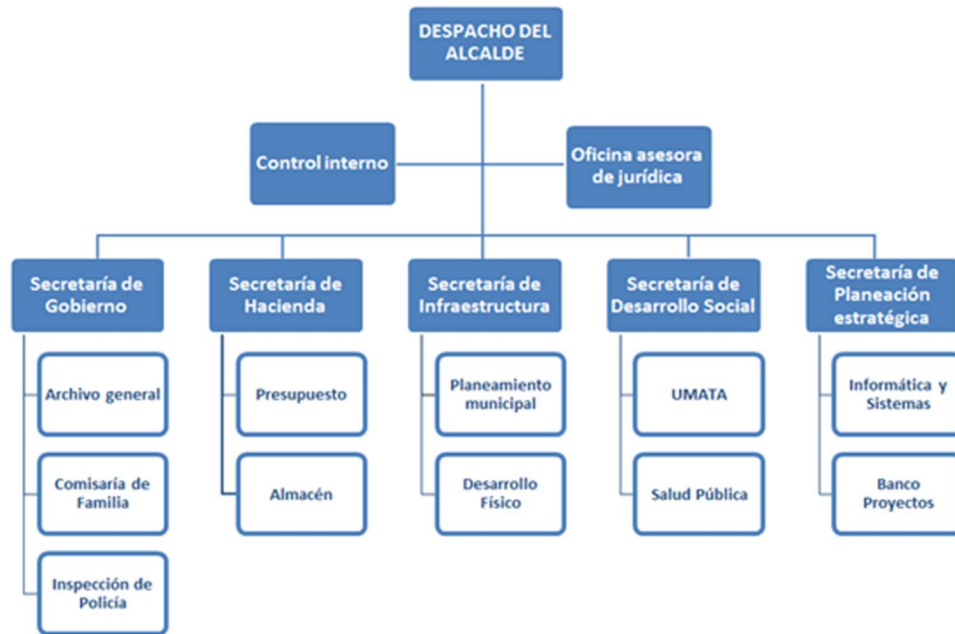 DESPACHO DEL
ALCALDE
Control interno
Oficina asesora
de jurídica
Secretaría de
Gobierno
Secretaría de
Hacienda
Secretaría de
Infraestructura
Secretaría de
Desarrollo Social
Secretaría de
Planeación
estratégica
Archivo general
Presupuesto
Planeamiento
municipal
UMATA
Informática y
Sistemas
Comisaría de
Familia
Almacén
Desarrollo
Físico
Salud Pública
Banco
Proyectos
Inspección de
Policía